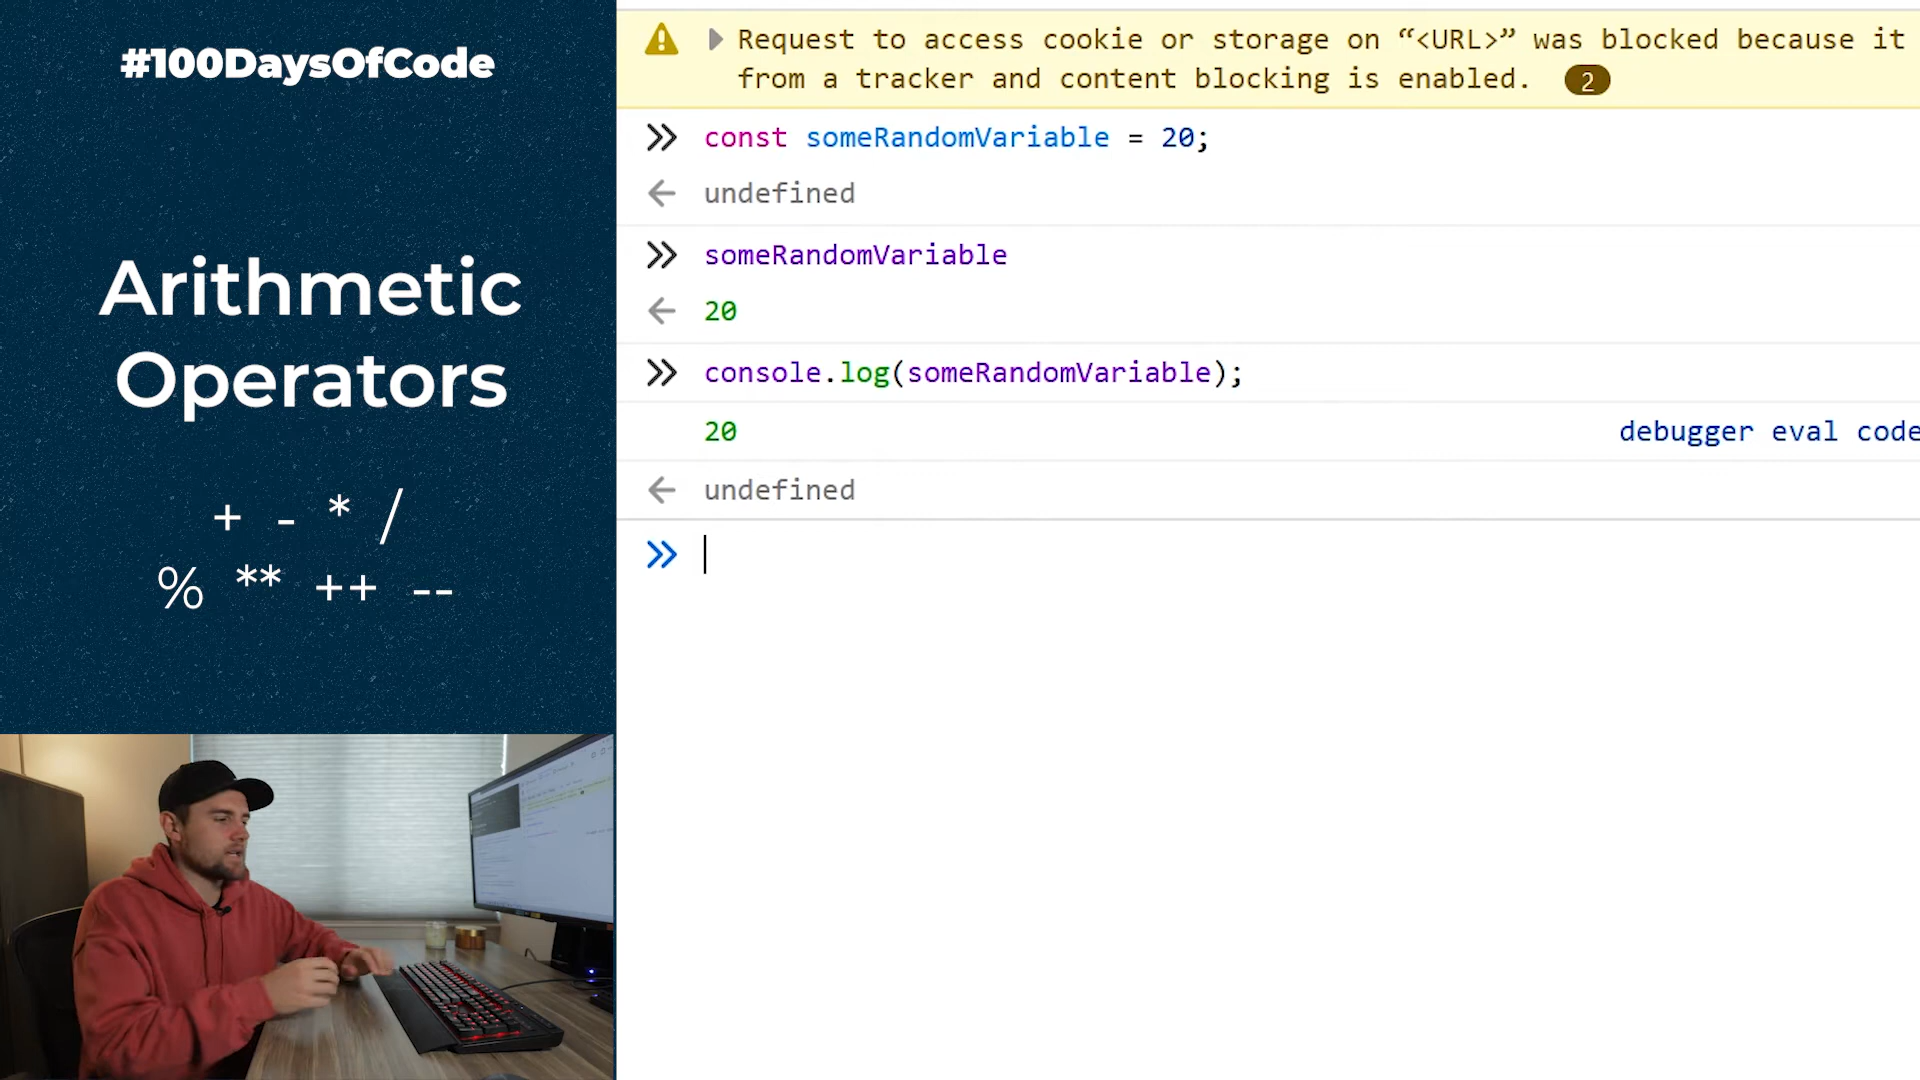 #100DaysOfCode
Arithmetic
Operators
+ - * /
% ** ++ --
Request to access cookie or storage on “<URL>” was blocked because it
from a tracker and content blocking is enabled. 2
const someRandomVariable = 20;
undefined
someRandomVariable
20
console.log(someRandomVariable);
20 debugger eval code
undefined